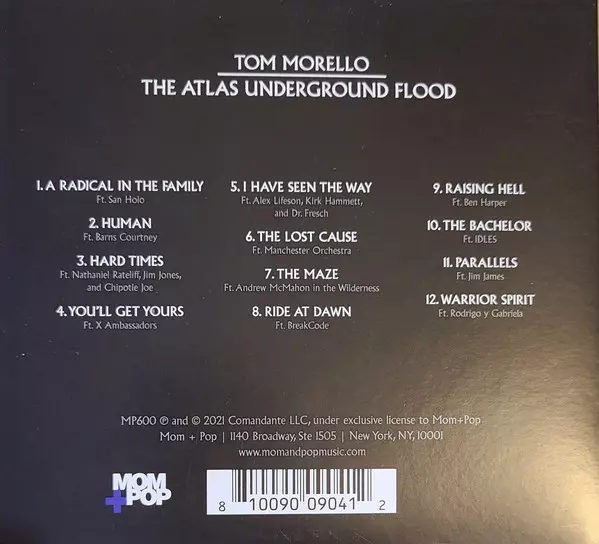 TOM MORELLO
THE ATLAS UNDERGROUND FLOOD
1. A RADICAL IN THE FAMILY
Ft. San Holo
2. HUMAN
Ft. Barns Courtney
3. HARD TIMES
Ft. Nathaniel Rateliff, Jim Jones,
and Chipotle Joe
4. YOU'LL GET YOURS
Ft. X Ambassadors
5. I HAVE SEEN THE WAY
Ft. Alex Lifeson, Kirk Hammett,
and Dr. Fresch
6. THE LOST CAUSE
Ft. Manchester Orchestra
7. THE MAZE
Ft. Andrew McMahon in the Wilderness
8. RIDE AT DAWN
Ft. BreakCode
9. RAISING HELL
Ft. Ben Harper
10. THE BACHELOR
Ft. IDLES
11. PARALLELS
Ft. Jim James
12. WARRIOR SPIRIT
Ft. Rodrigo y Gabriela
MP600 ℗ and © 2021 Comandante LLC, under exclusive license to Mom+Pop
Mom + Pop | 1140 Broadway, Ste 1505 | New York, NY, 10001
www.momandpopmusic.com
MOM
+POP
8 10090 09041 2